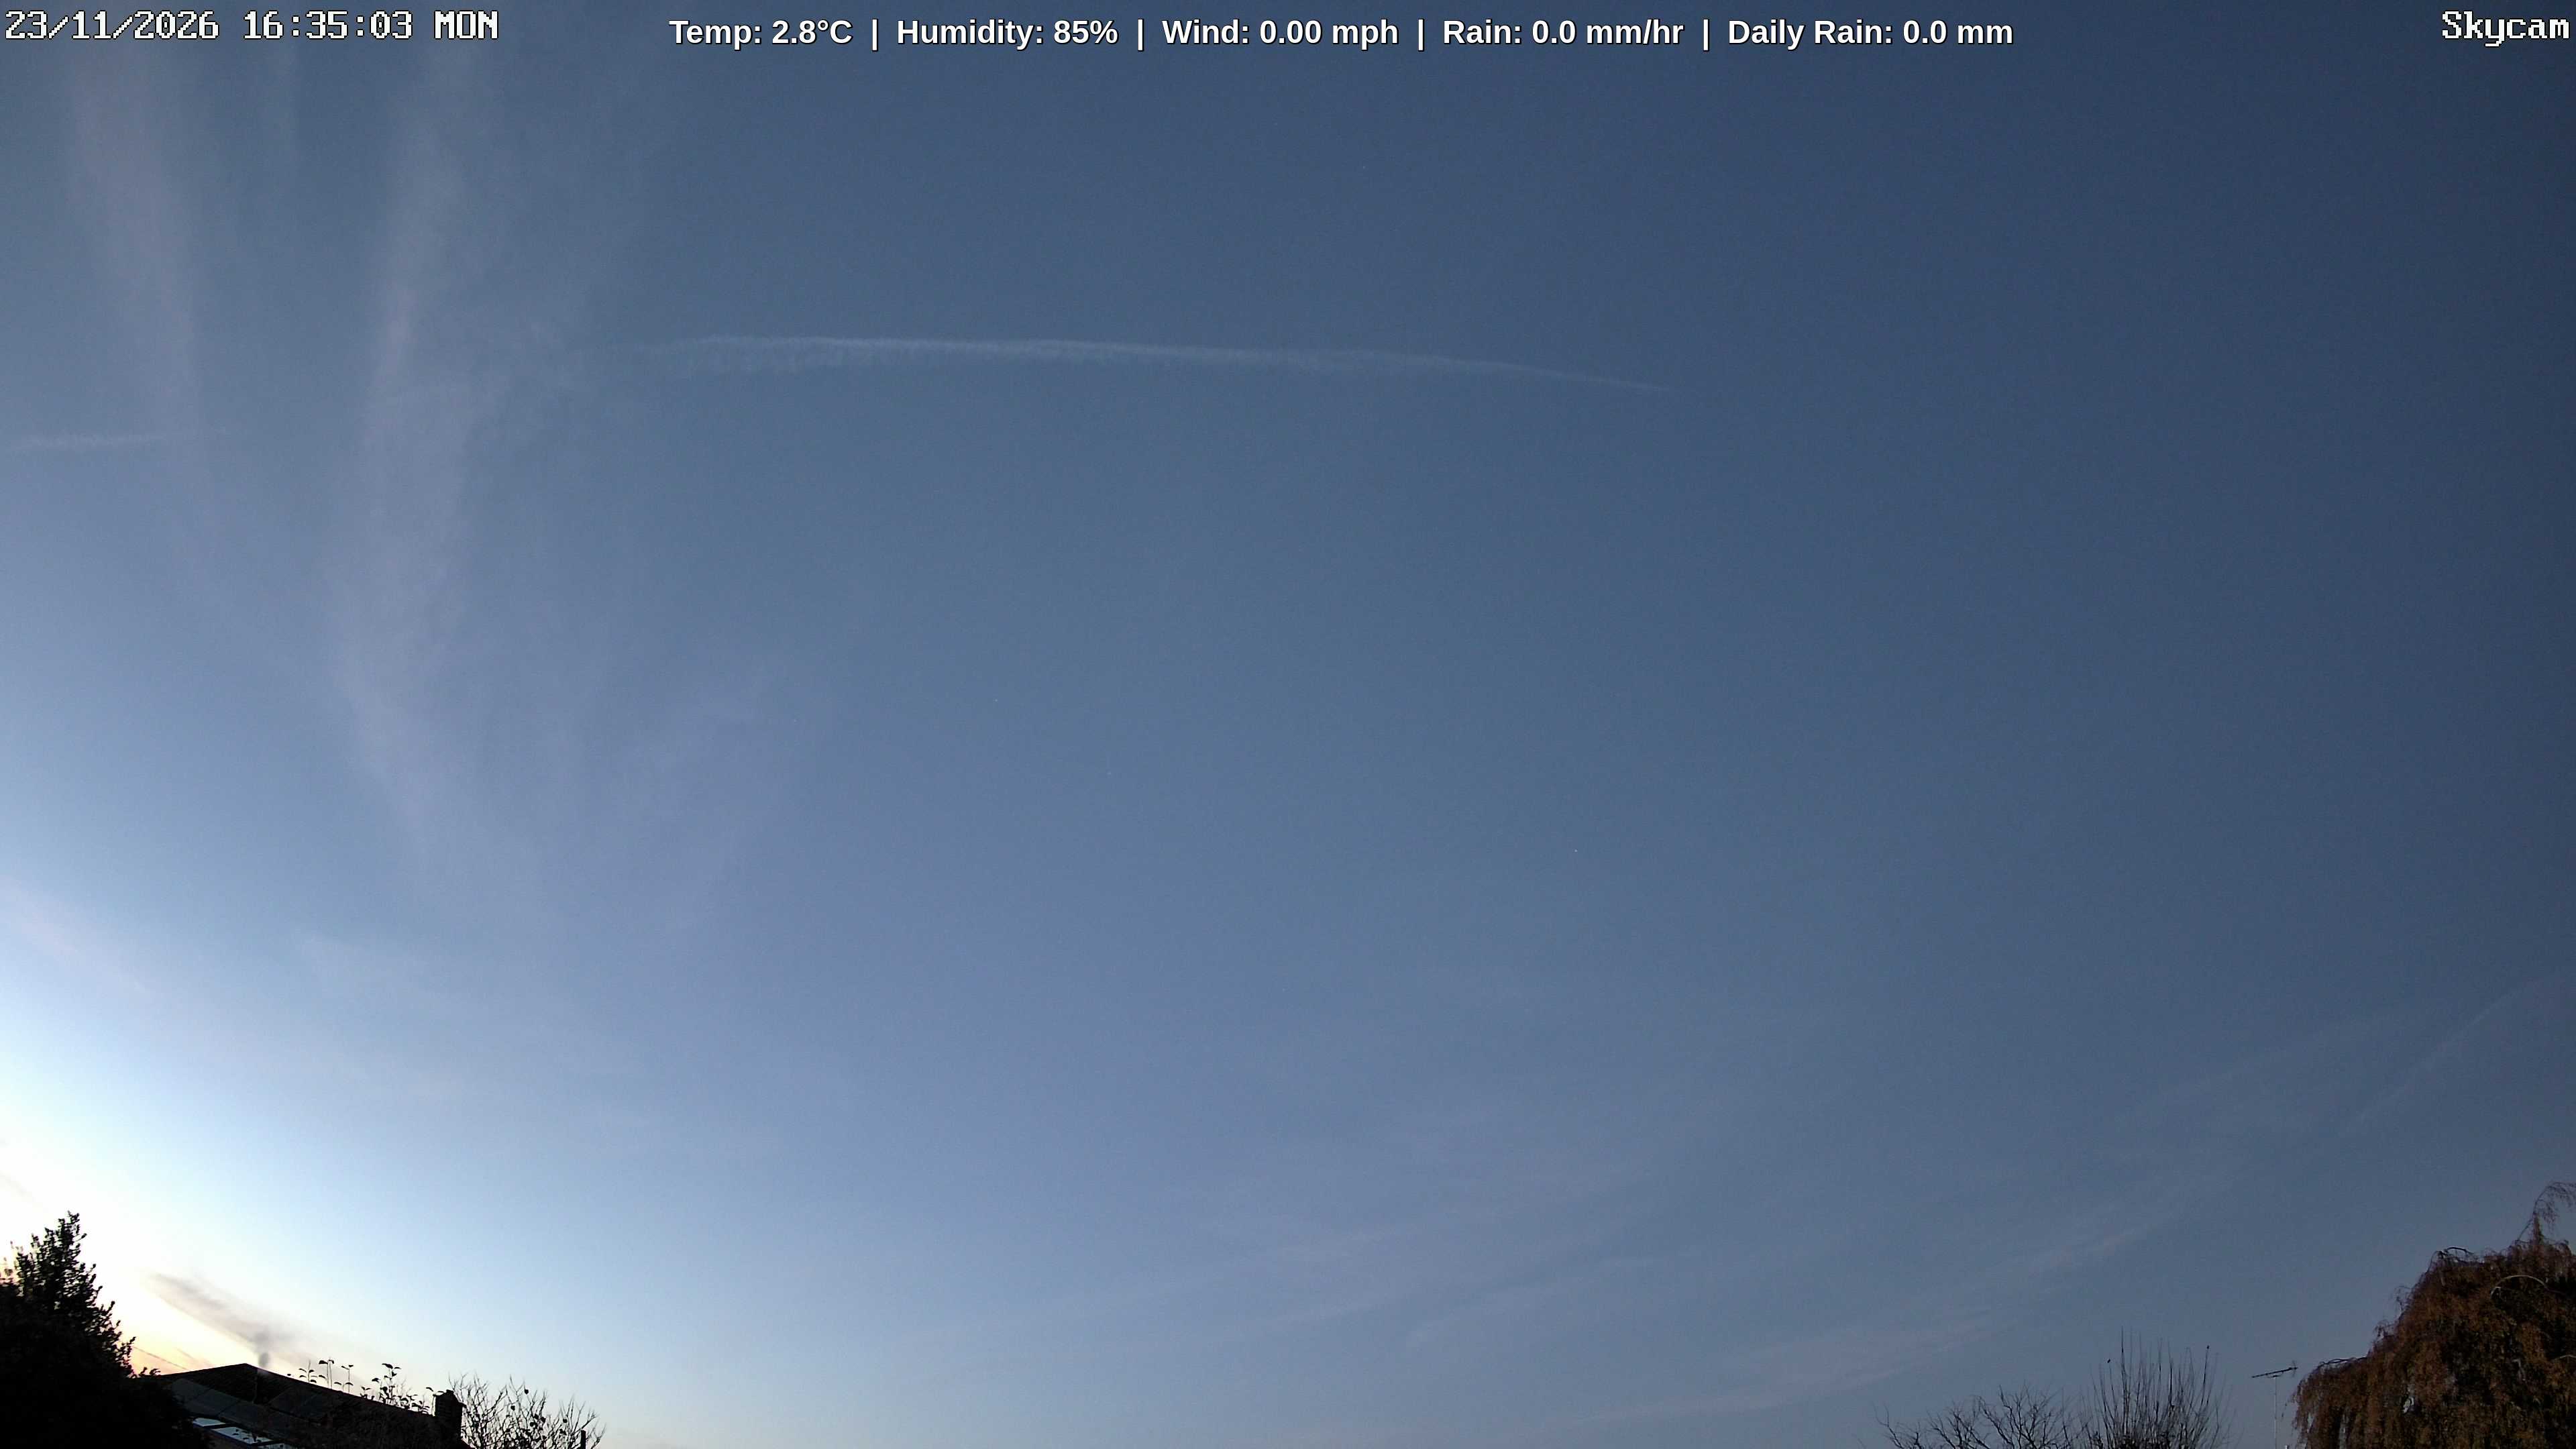 23/11/2026 16:35:03 MON
Temp: 2.8°C | Humidity: 85% | Wind: 0.00 mph | Rain: 0.0 mm/hr | Daily Rain: 0.0 mm
Skycam